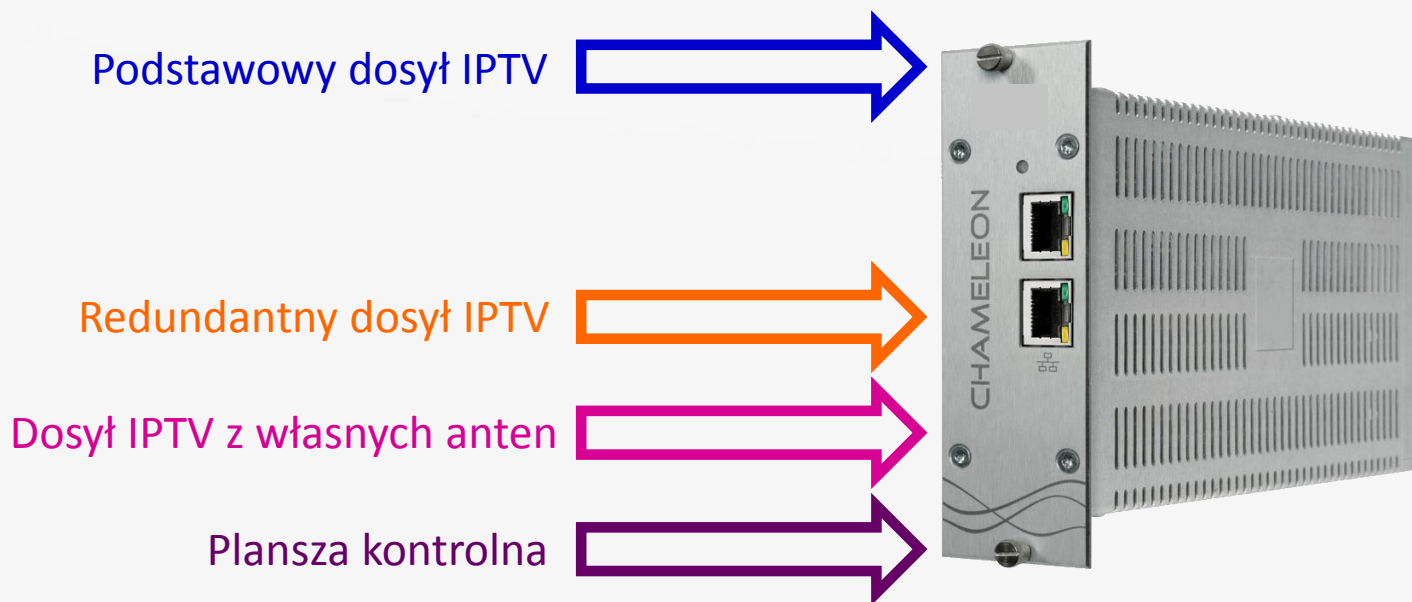 Podstawowy dosył IPTV
Redundantny dosył IPTV
Dosył IPTV z własnych anten
Plansza kontrolna
CHAMELEON